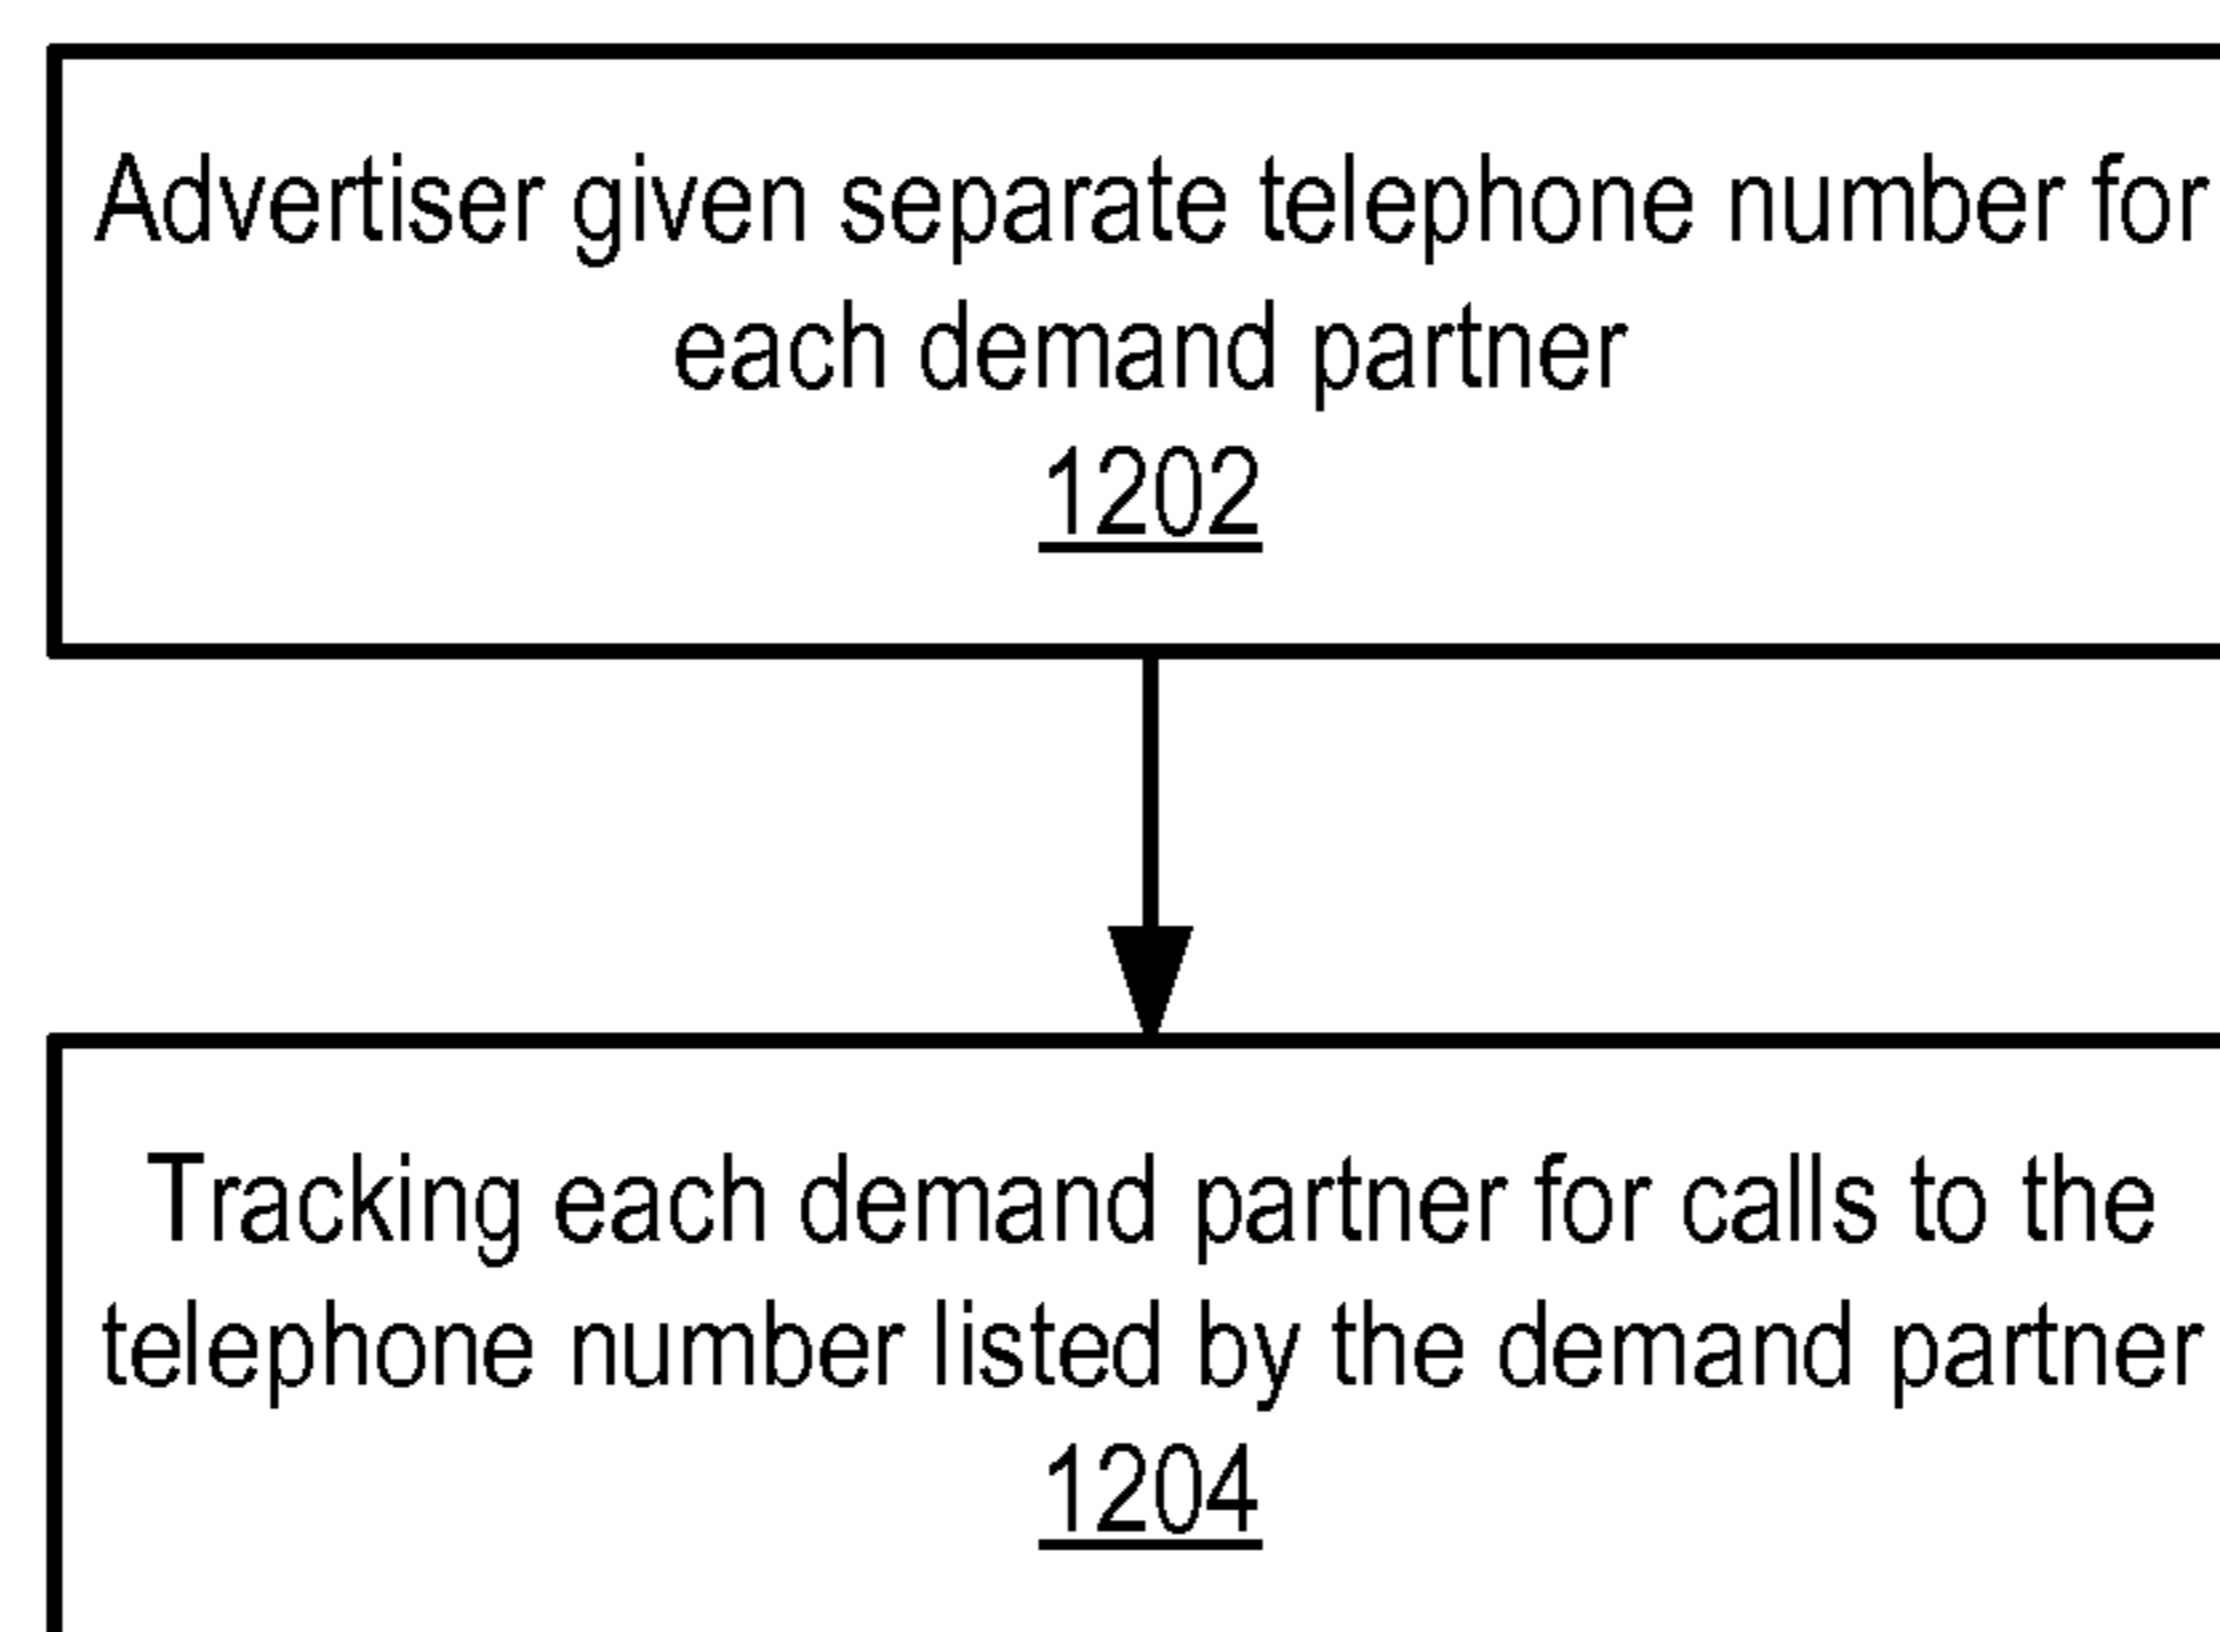 Advertiser given separate telephone number for
each demand partner
1202
Tracking each demand partner for calls to the
telephone number listed by the demand partner
1204